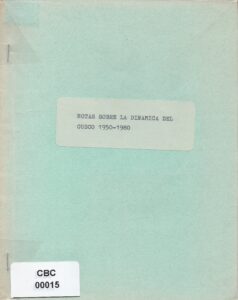 NOTAS SOBRE LA DINAMICA DEL
CUSCO 1950-1980
CBC
00015